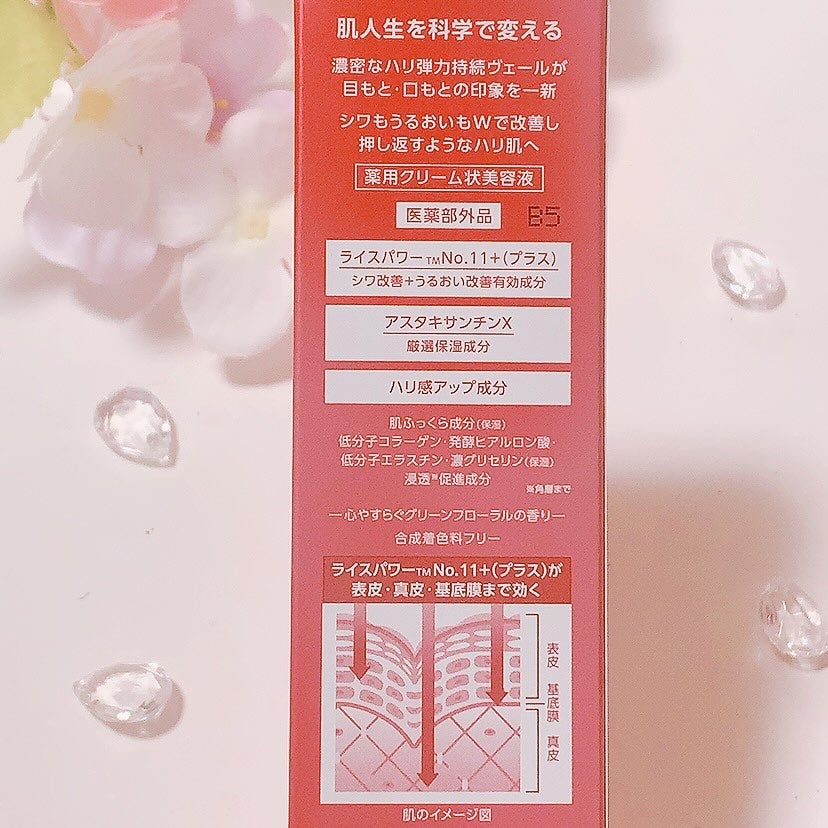 肌人生を科学で変える
濃密なハリ弾力持続ヴェールが
目もと・口もとの印象を一新
シワもうるおいもWで改善し
押し返すようなハリ肌へ
薬用クリーム状美容液
医薬部外品 B5
ライスパワー™No.11+(プラス)
シワ改善+うるおい改善有効成分
アスタキサンチンX
厳選保湿成分
ハリ感アップ成分
肌ふっくら成分(保湿)
低分子コラーゲン・発酵ヒアルロン酸・
低分子エラスチン・濃グリセリン(保湿)
浸透※促進成分
※角層まで
―心やすらぐグリーンフローラルの香り―
合成着色料フリー
ライスパワー™No.11+(プラス)が
表皮・真皮・基底膜まで効く
表皮
基底膜
真皮
肌のイメージ図